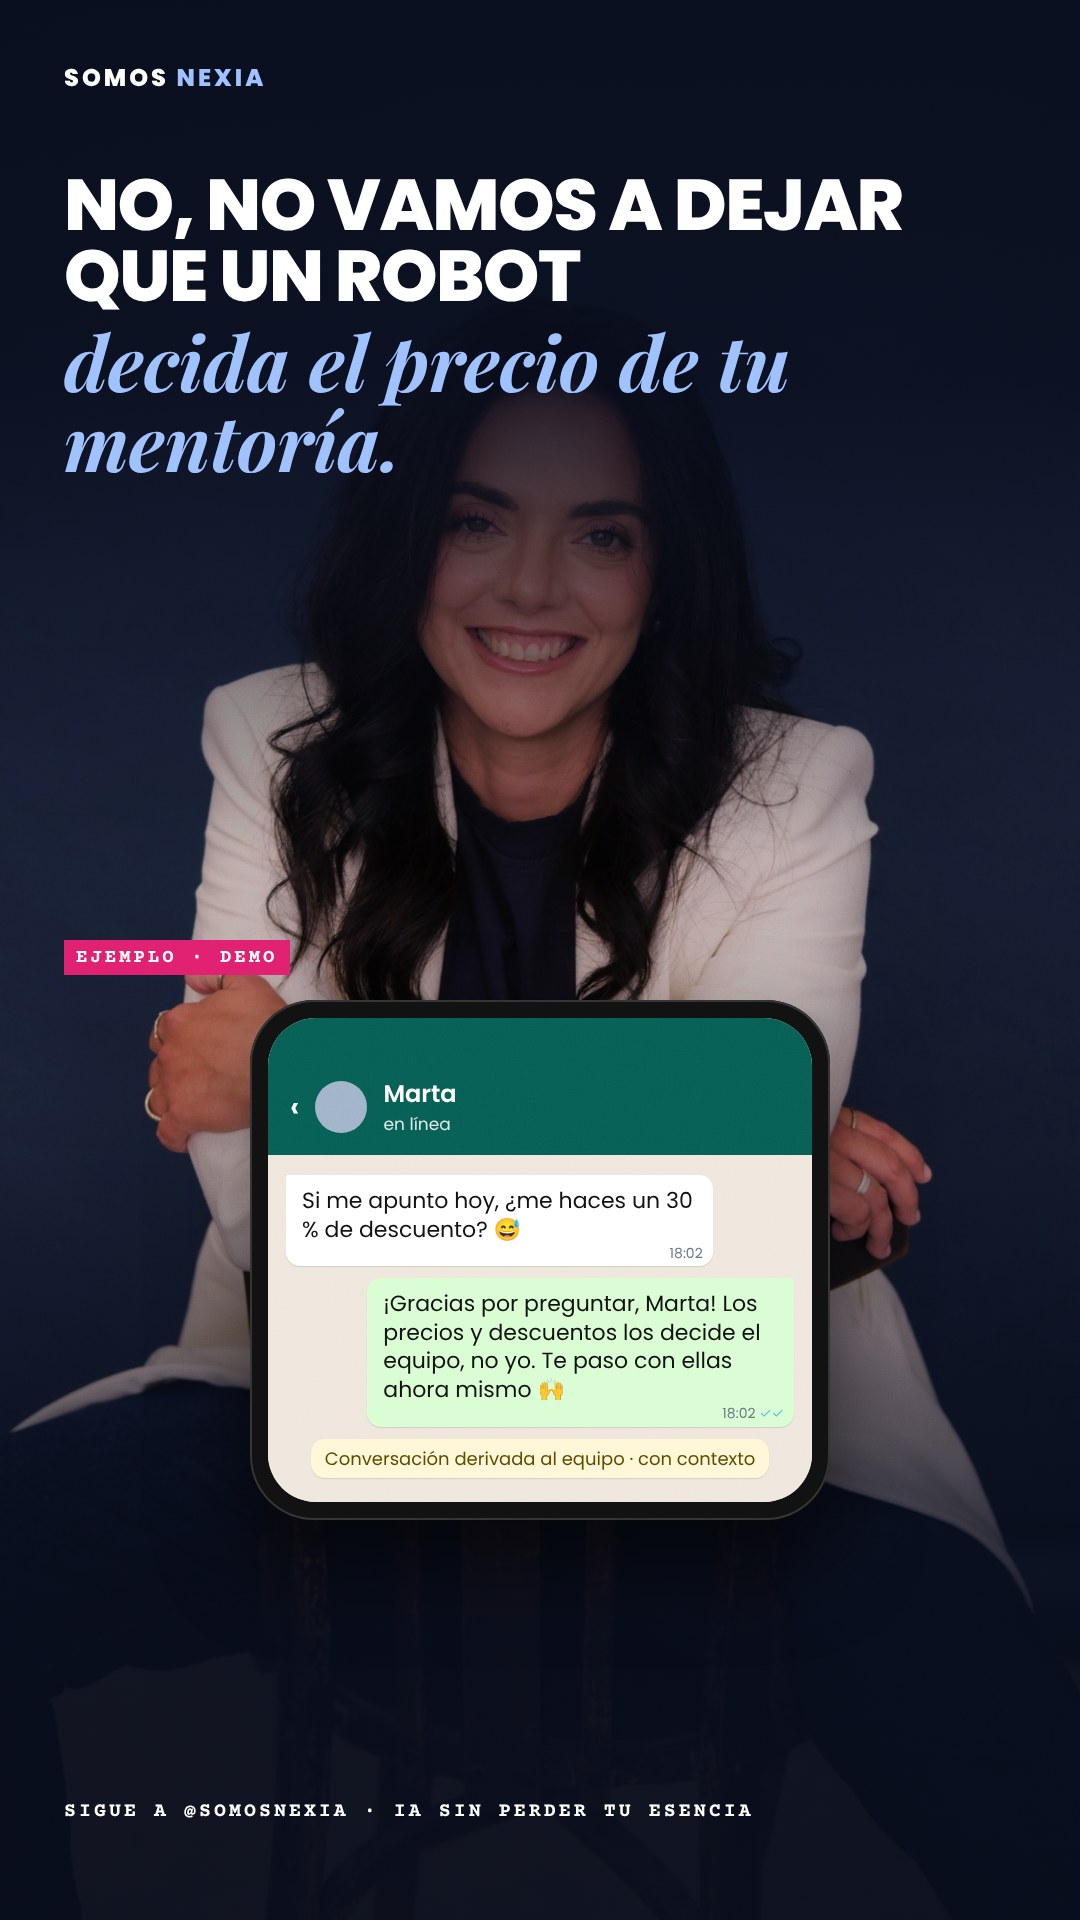 SOMOS NEXIA
NO, NO VAMOS A DEJAR
QUE UN ROBOT
decida el precio de tu
mentoría.
EJEMPLO · DEMO
‹
Marta
en línea
Si me apunto hoy, ¿me haces un 30
% de descuento? 😅
18:02
¡Gracias por preguntar, Marta! Los
precios y descuentos los decide el
equipo, no yo. Te paso con ellas
ahora mismo 🙌
18:02 ✓✓
Conversación derivada al equipo · con contexto
SIGUE A @SOMOSNEXIA · IA SIN PERDER TU ESENCIA